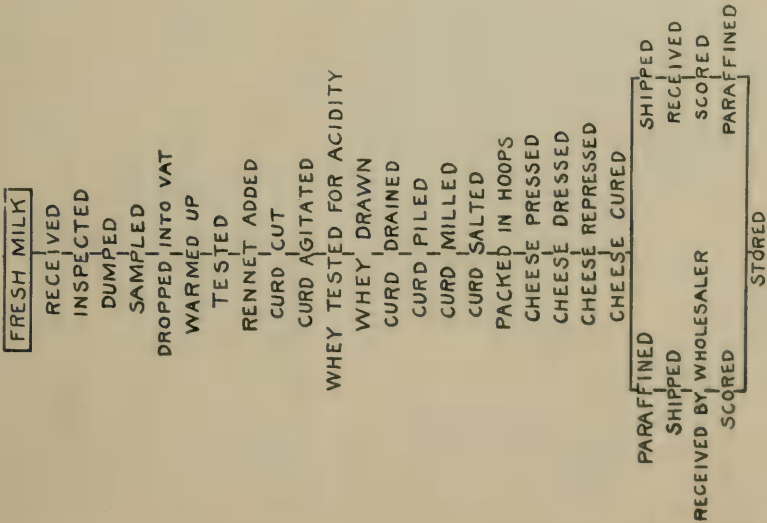 FRESH MILK
RECEIVED
INSPECTED
DUMPED
SAMPLED
DROPPED INTO VAT
WARMED UP
TESTED
RENNET ADDED
CURD CUT
CURD AGITATED
WHEY TESTED FOR ACIDITY
WHEY DRAWN
CURD DRAINED
CURD PILED
CURD MILLED
CURD SALTED
PACKED IN HOOPS
CHEESE PRESSED
CHEESE DRESSED
CHEESE REPRESSED
CHEESE CURED
PARAFFINED
SHIPPED
RECEIVED BY WHOLESALER
SCORED
SHIPPED
RECEIVED
SCORED
PARAFFINED
STORED